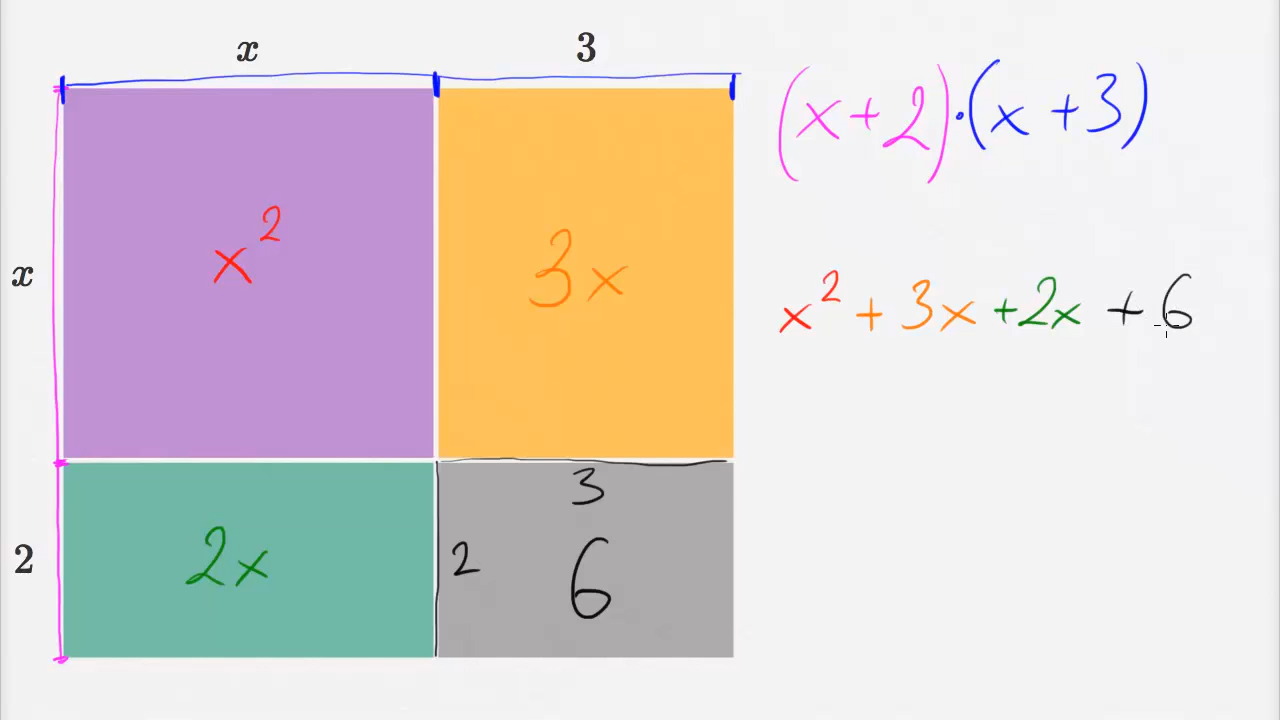 x 3
(x+2)·(x+3)
x
x² 3x
x² + 3x +2x + 6
3
2
2x 2 6